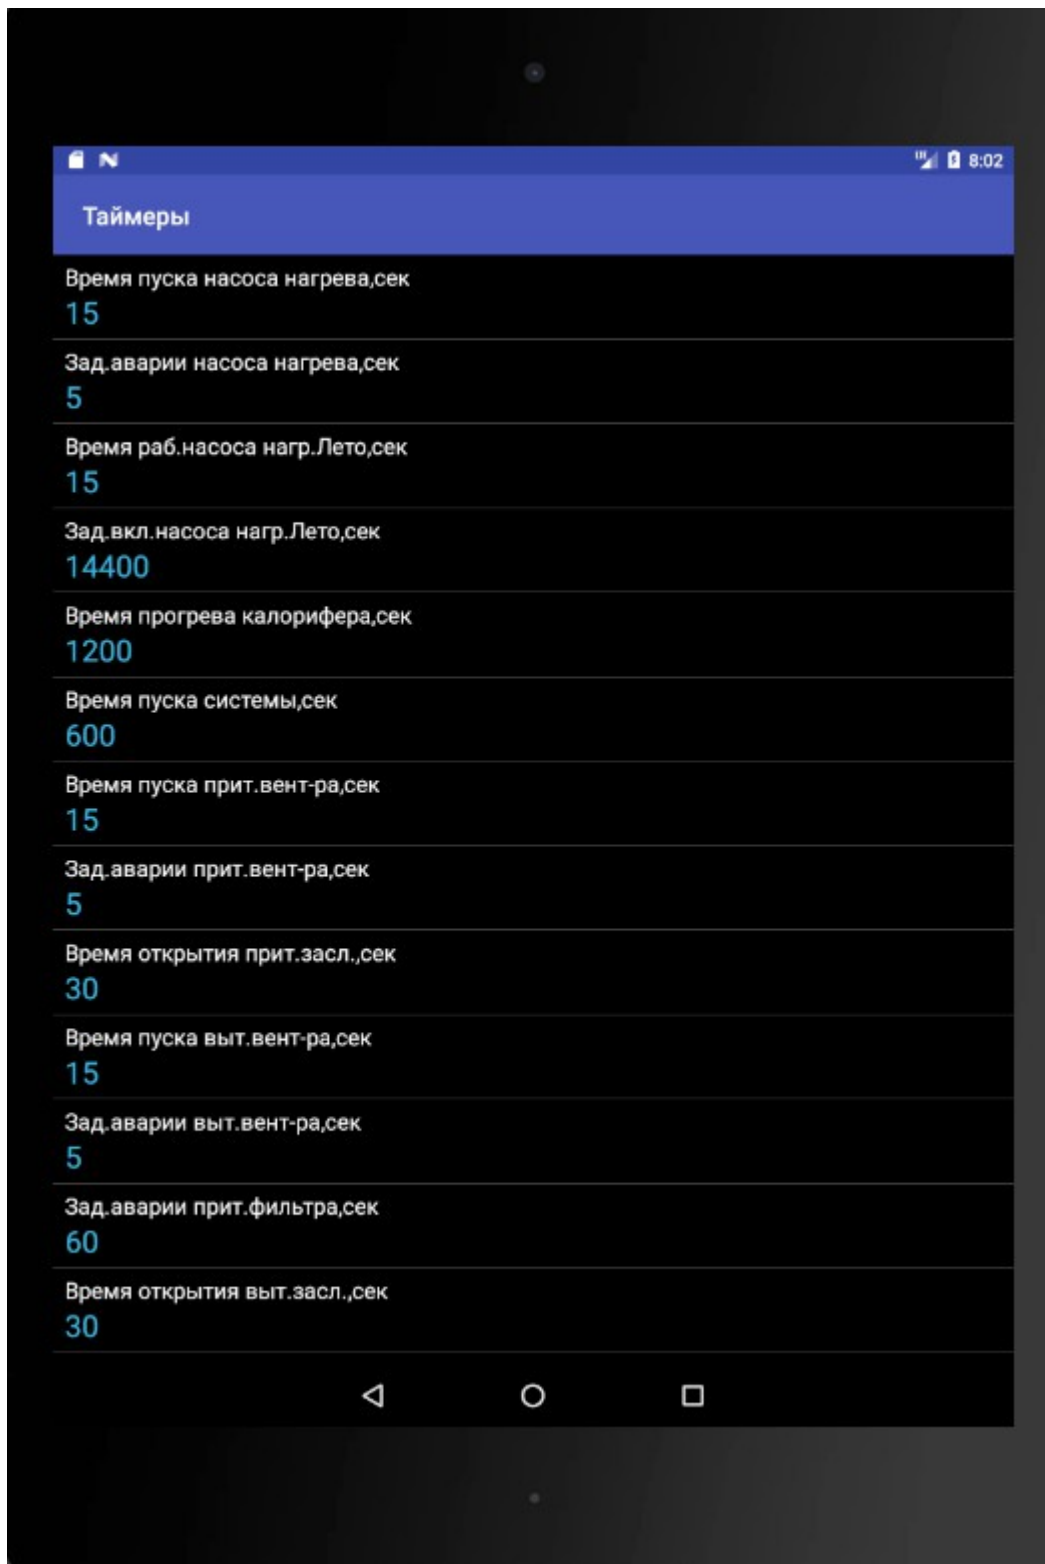 8:02
Таймеры
Время пуска насоса нагрева,сек
15
Зад.аварии насоса нагрева,сек
5
Время раб.насоса нагр.Лето,сек
15
Зад.вкл.насоса нагр.Лето,сек
14400
Время прогрева калорифера,сек
1200
Время пуска системы,сек
600
Время пуска прит.вент-ра,сек
15
Зад.аварии прит.вент-ра,сек
5
Время открытия прит.засл.,сек
30
Время пуска выт.вент-ра,сек
15
Зад.аварии выт.вент-ра,сек
5
Зад.аварии прит.фильтра,сек
60
Время открытия выт.засл.,сек
30